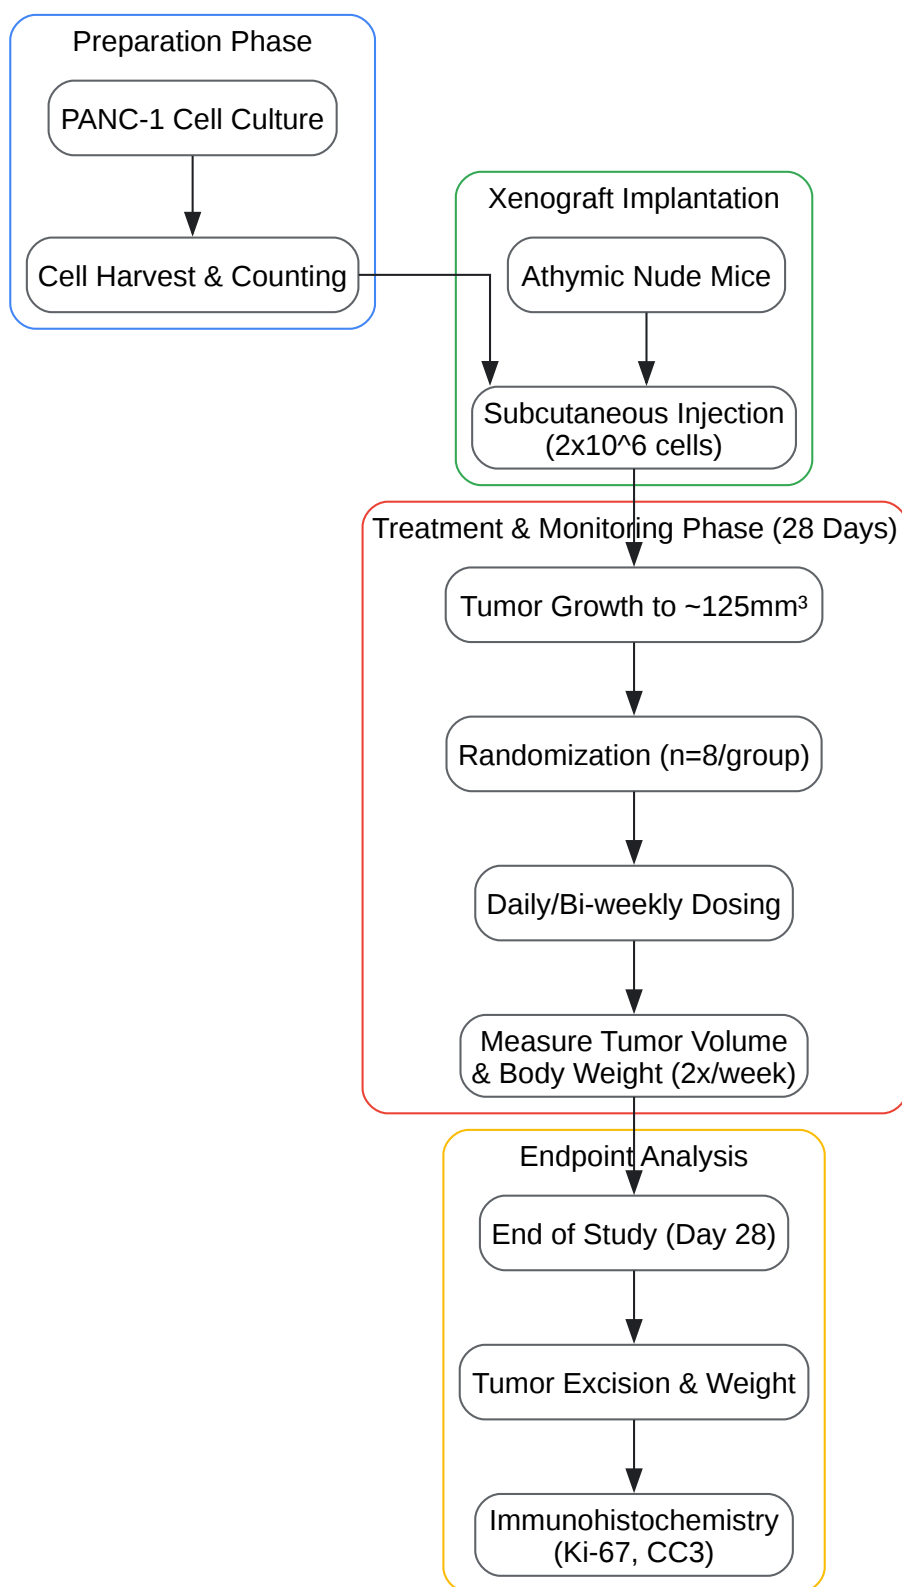 Preparation Phase
PANC-1 Cell Culture
Cell Harvest & Counting
Xenograft Implantation
Athymic Nude Mice
Subcutaneous Injection
(2x10^6 cells)
Treatment & Monitoring Phase (28 Days)
Tumor Growth to ~125mm³
Randomization (n=8/group)
Daily/Bi-weekly Dosing
Measure Tumor Volume
& Body Weight (2x/week)
Endpoint Analysis
End of Study (Day 28)
Tumor Excision & Weight
Immunohistochemistry
(Ki-67, CC3)